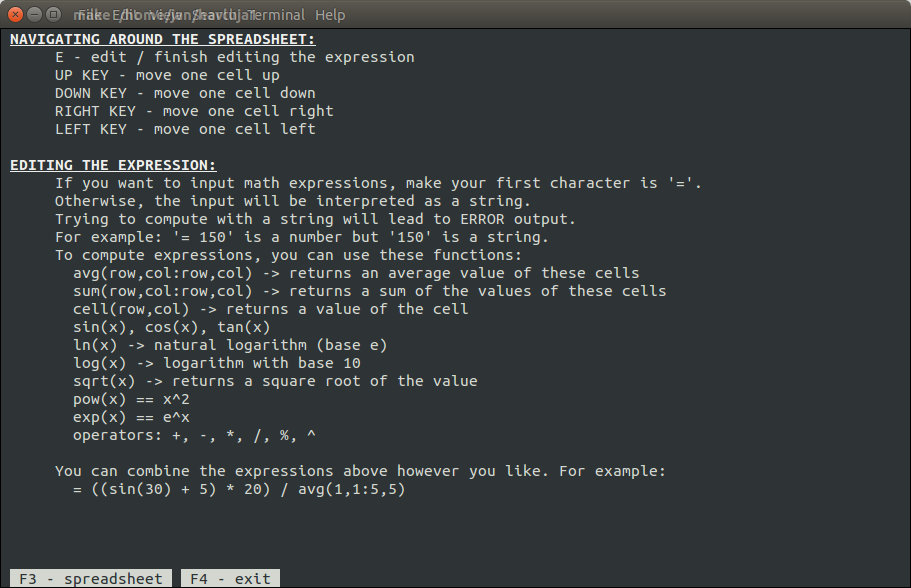 File Edit View Search Terminal Help
NAVIGATING AROUND THE SPREADSHEET:
E - edit / finish editing the expression
UP KEY - move one cell up
DOWN KEY - move one cell down
RIGHT KEY - move one cell right
LEFT KEY - move one cell left
EDITING THE EXPRESSION:
If you want to input math expressions, make your first character is '='.
Otherwise, the input will be interpreted as a string.
Trying to compute with a string will lead to ERROR output.
For example: '= 150' is a number but '150' is a string.
To compute expressions, you can use these functions:
avg(row,col:row,col) -> returns an average value of these cells
sum(row,col:row,col) -> returns a sum of the values of these cells
cell(row,col) -> returns a value of the cell
sin(x), cos(x), tan(x)
ln(x) -> natural logarithm (base e)
log(x) -> logarithm with base 10
sqrt(x) -> returns a square root of the value
pow(x) == x^2
exp(x) == e^x
operators: +, -, *, /, %, ^
You can combine the expressions above however you like. For example:
= ((sin(30) + 5) * 20) / avg(1,1:5,5)
F3 - spreadsheet F4 - exit